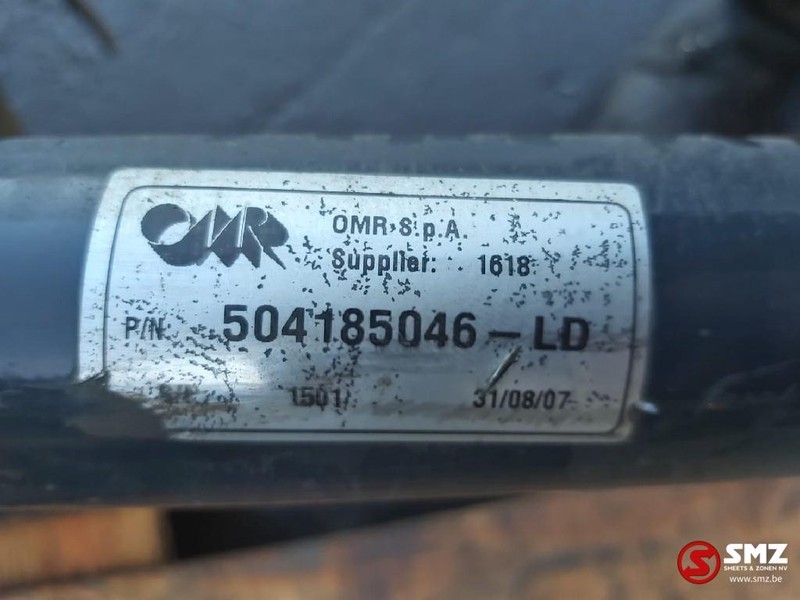 OMR
OMR S.p.A.
Supplier: 1618
P/N 504185046-LD
1501 31/08/07
SMZ
SHEETS & ZONEN NV
www.smz.be